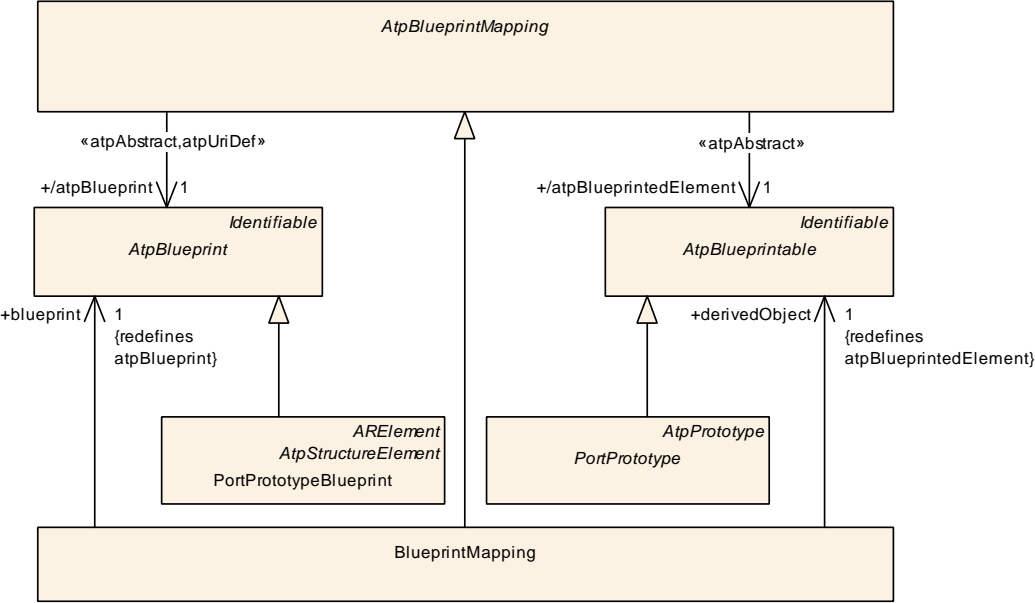 AtpBlueprintMapping
«atpAbstract,atpUriDef»
«atpAbstract»
+/atpBlueprint 1
+/atpBlueprintedElement 1
Identifiable
AtpBlueprint
Identifiable
AtpBlueprintable
+blueprint 1
{redefines
atpBlueprint}
+derivedObject 1
{redefines
atpBlueprintedElement}
ARElement
AtpStructureElement
PortPrototypeBlueprint
AtpPrototype
PortPrototype
BlueprintMapping